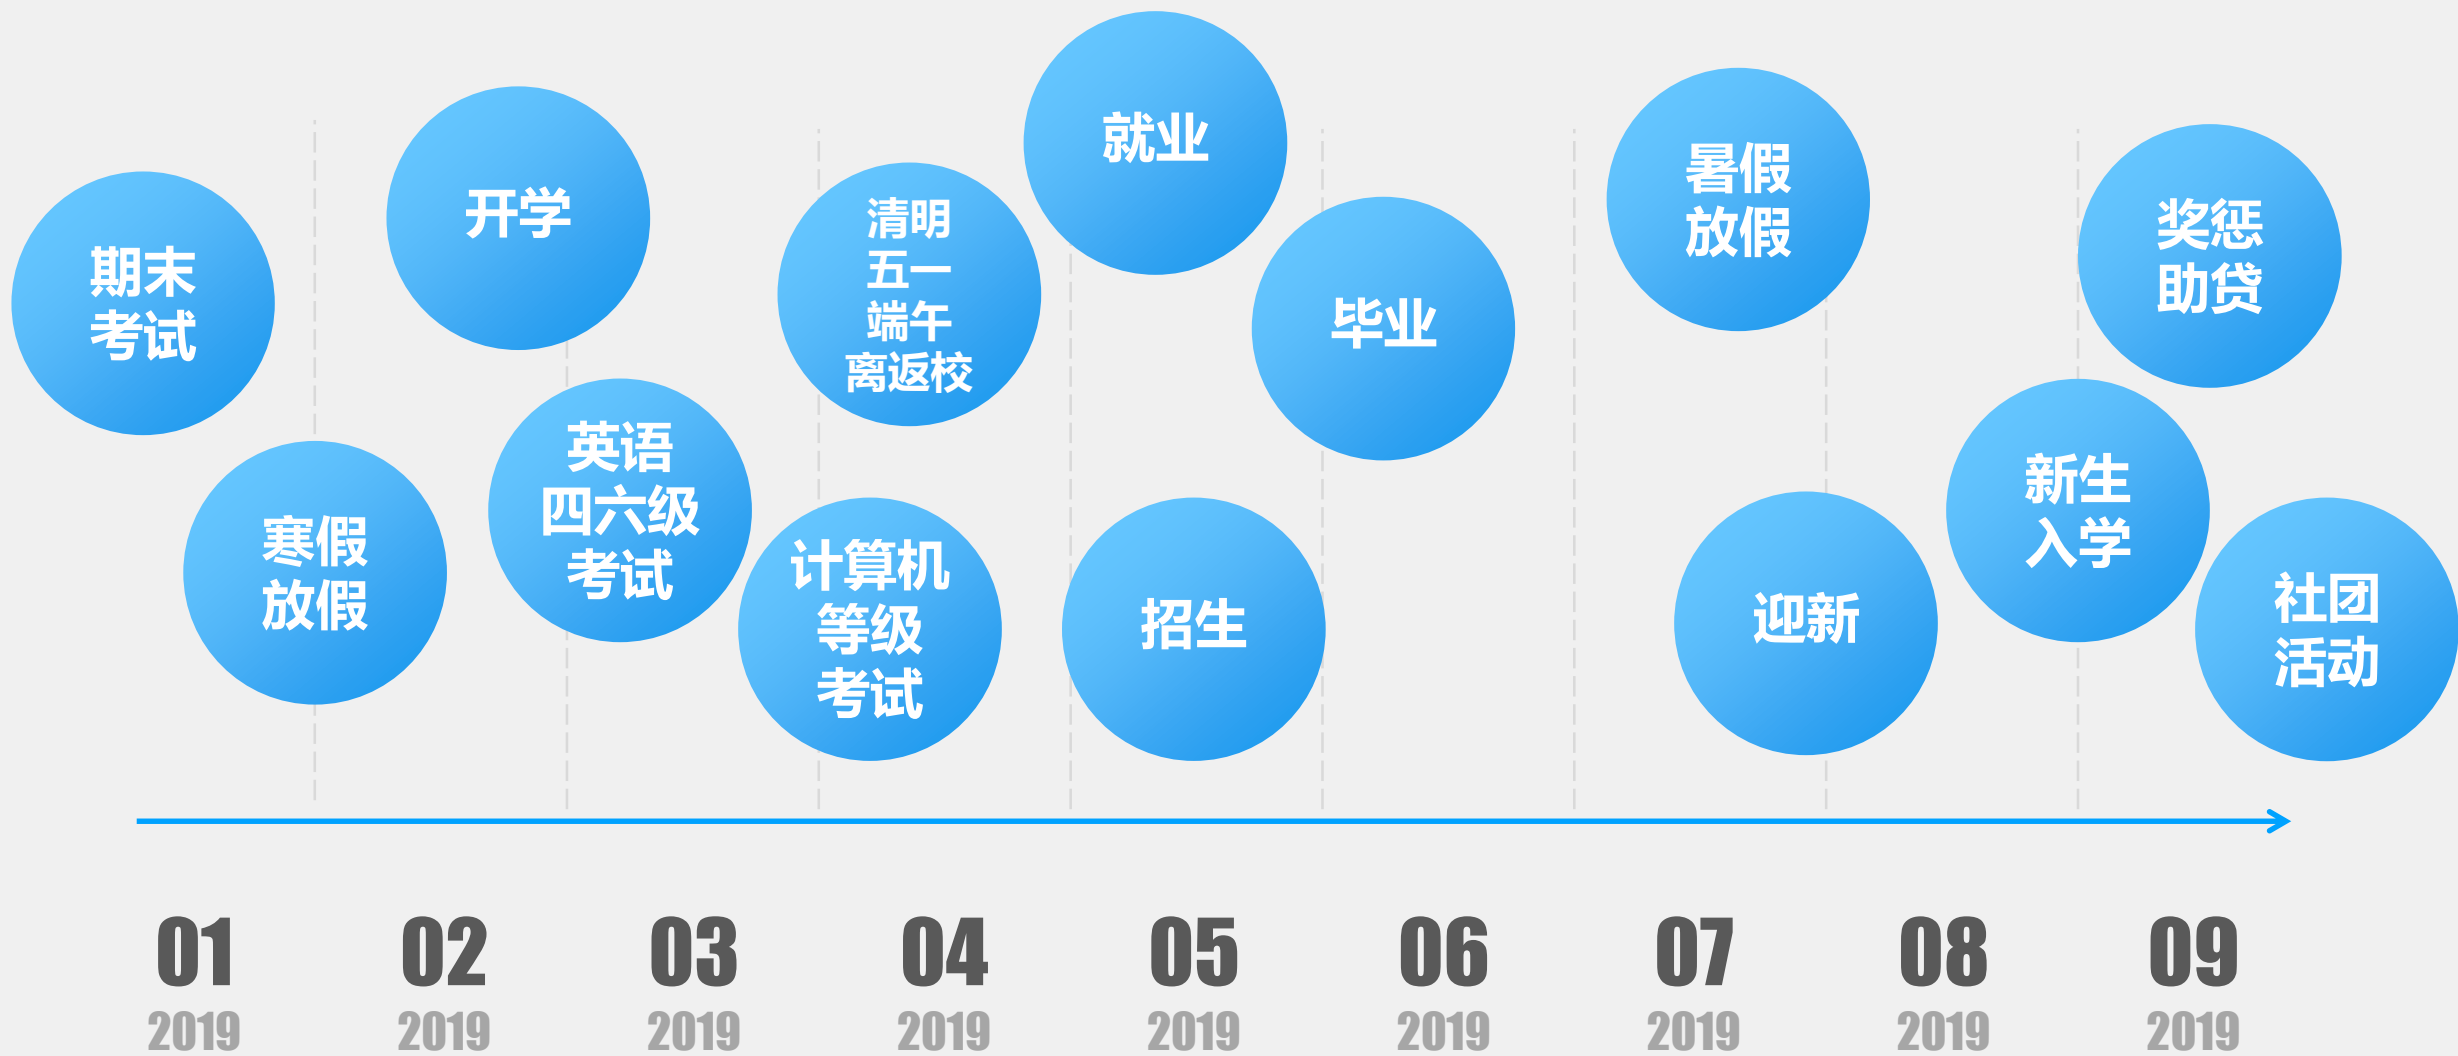 期末
考试
寒假
放假
开学
英语
四六级
考试
清明
五一
端午
离返校
计算机
等级
考试
就业
招生
毕业
暑假
放假
迎新
新生
入学
奖惩
助贷
社团
活动
01
2019
02
2019
03
2019
04
2019
05
2019
06
2019
07
2019
08
2019
09
2019